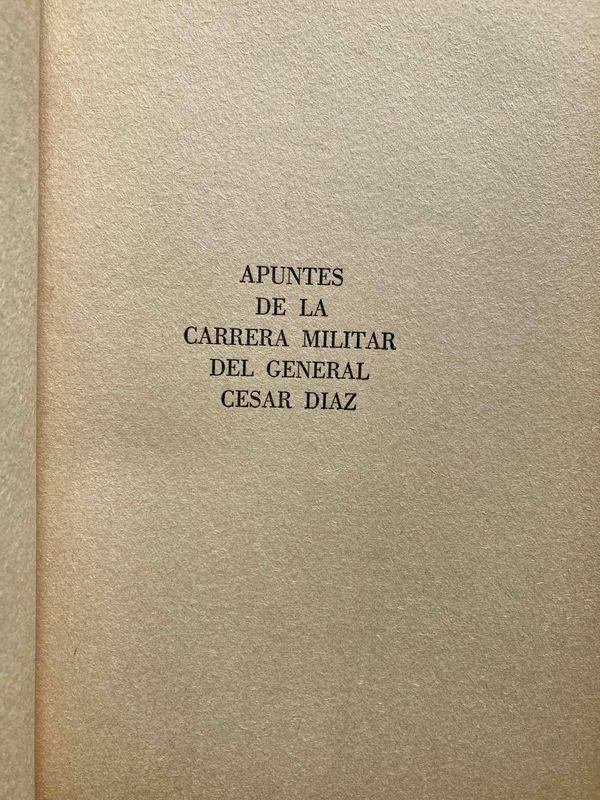 APUNTES
DE LA
CARRERA MILITAR
DEL GENERAL
CESAR DIAZ